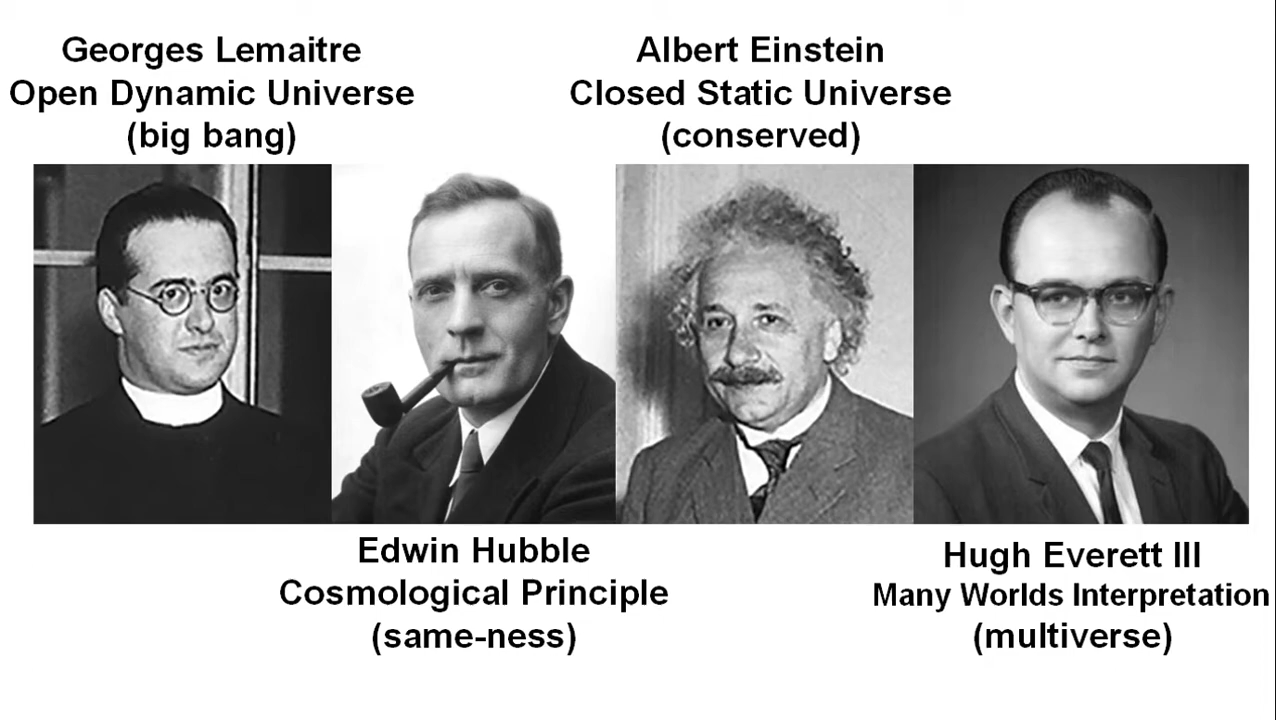 Georges Lemaitre
Open Dynamic Universe
(big bang)
Albert Einstein
Closed Static Universe
(conserved)
Edwin Hubble
Cosmological Principle
(same-ness)
Hugh Everett III
Many Worlds Interpretation
(multiverse)